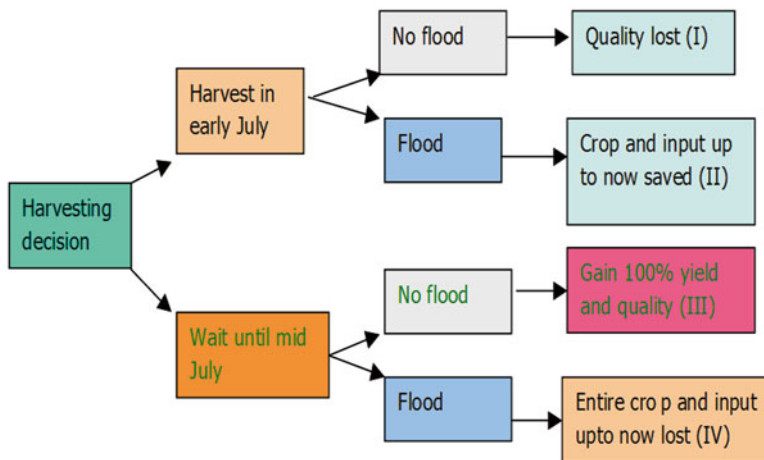 No flood
Quality lost (I)
Harvest in
early July
Flood
Crop and input up
to now saved (II)
Harvesting
decision
No flood
Gain 100% yield
and quality (III)
Wait until mid
July
Flood
Entire cro p and input
upto now lost (IV)